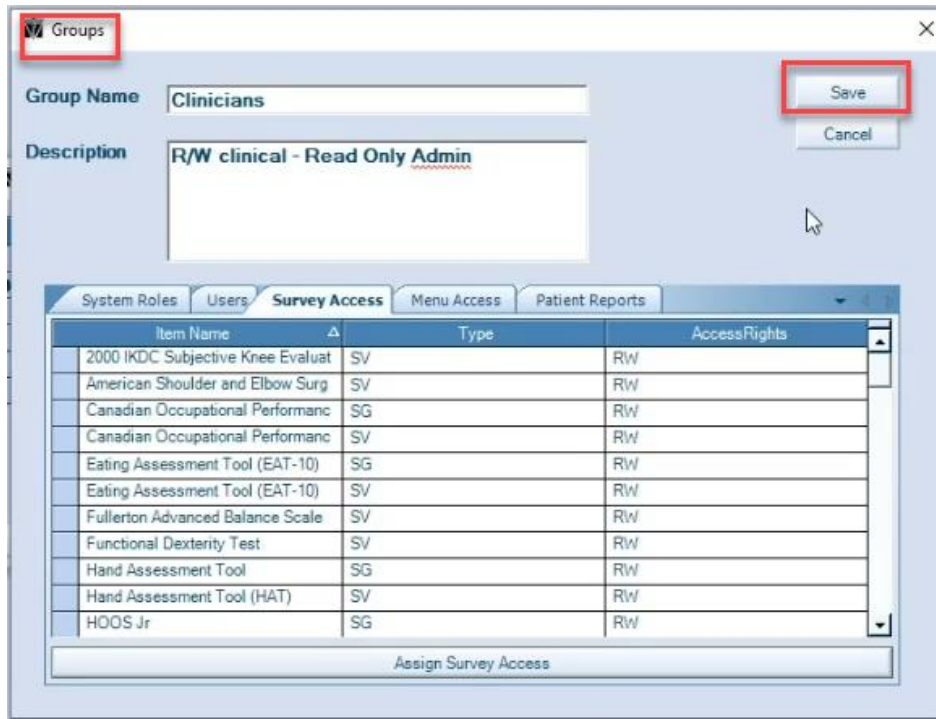 Groups
Group Name Clinicians
Save
Cancel
Description R/W clinical - Read Only Admin
System Roles Users Survey Access Menu Access Patient Reports
Item Name Type AccessRights
2000 IKDC Subjective Knee Evaluat SV RW
American Shoulder and Elbow Surg SV RW
Canadian Occupational Performanc SG RW
Canadian Occupational Performanc SV RW
Eating Assessment Tool (EAT-10) SG RW
Eating Assessment Tool (EAT-10) SV RW
Fullerton Advanced Balance Scale SV RW
Functional Dexterity Test SV RW
Hand Assessment Tool SG RW
Hand Assessment Tool (HAT) SV RW
HOOS Jr SG RW
Assign Survey Access